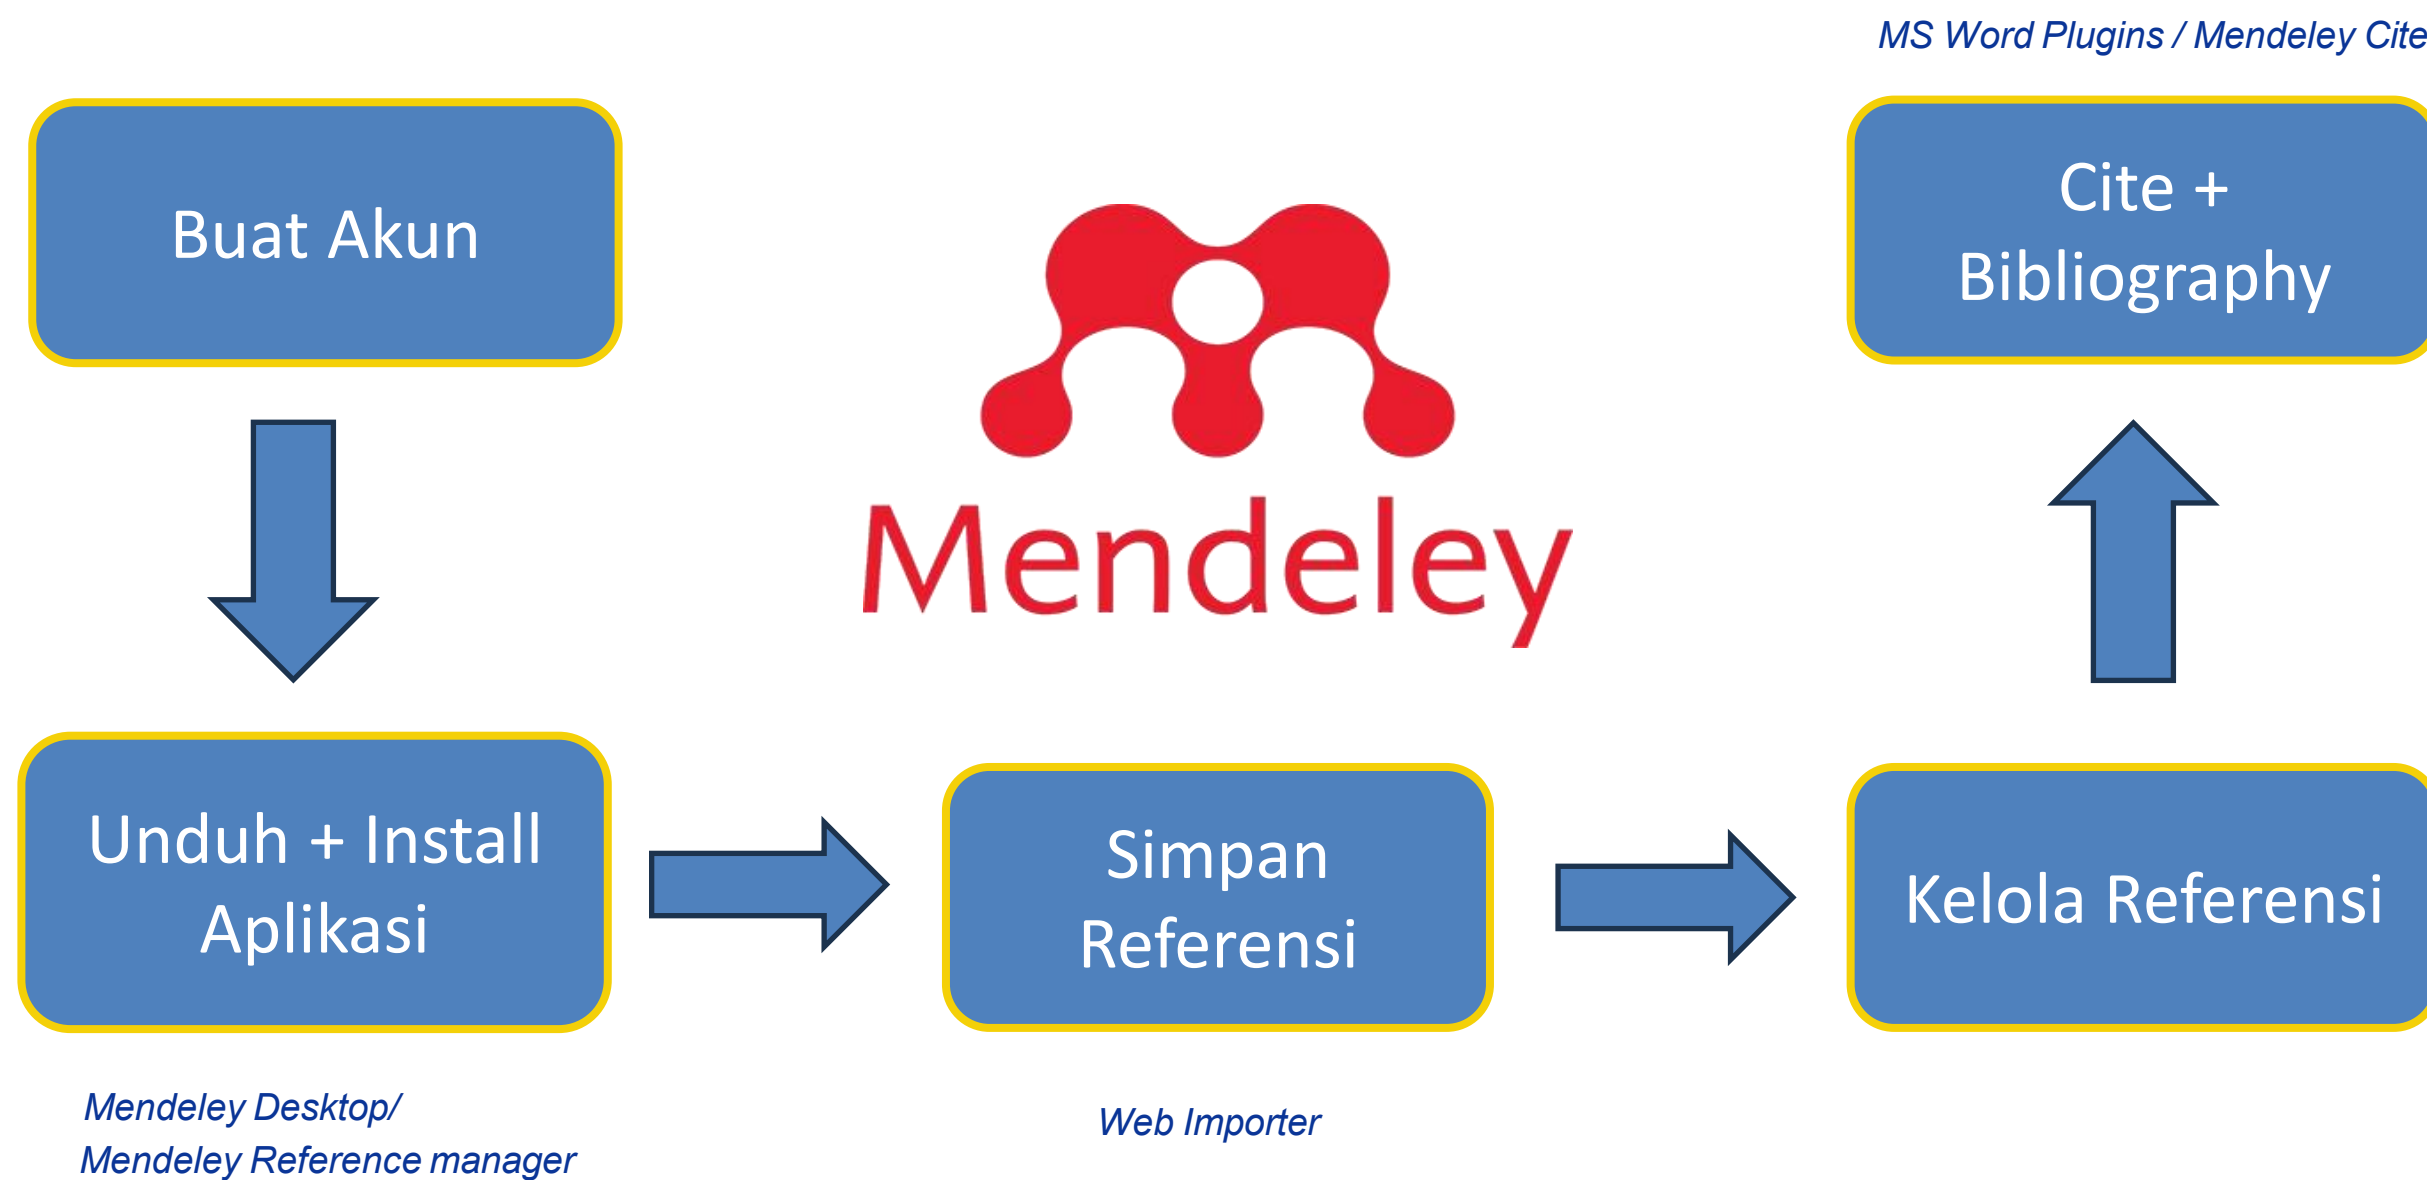 MS Word Plugins / Mendeley Cite
Buat Akun
Cite +
Bibliography
Mendeley
Unduh + Install
Aplikasi
Simpan
Referensi
Kelola Referensi
Mendeley Desktop/
Mendeley Reference manager
Web Importer